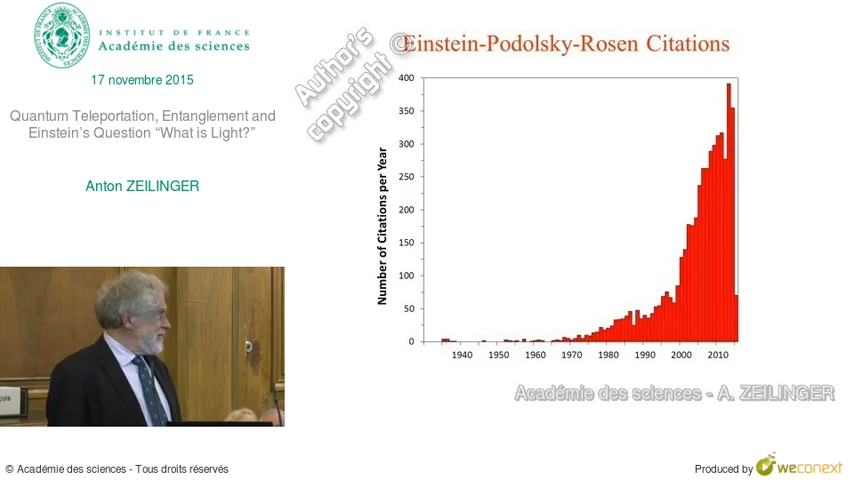 INSTITUT DE FRANCE
Académie des sciences
17 novembre 2015
Quantum Teleportation, Entanglement and
Einstein's Question “What is Light?”
Anton ZEILINGER
Author's
copyright ©
Einstein-Podolsky-Rosen Citations
Number of Citations per Year
400
350
300
250
200
150
100
50
0
1940 1950 1960 1970 1980 1990 2000 2010
Académie des sciences - A. ZEILINGER
çois
© Académie des sciences - Tous droits réservés
Produced by weconext